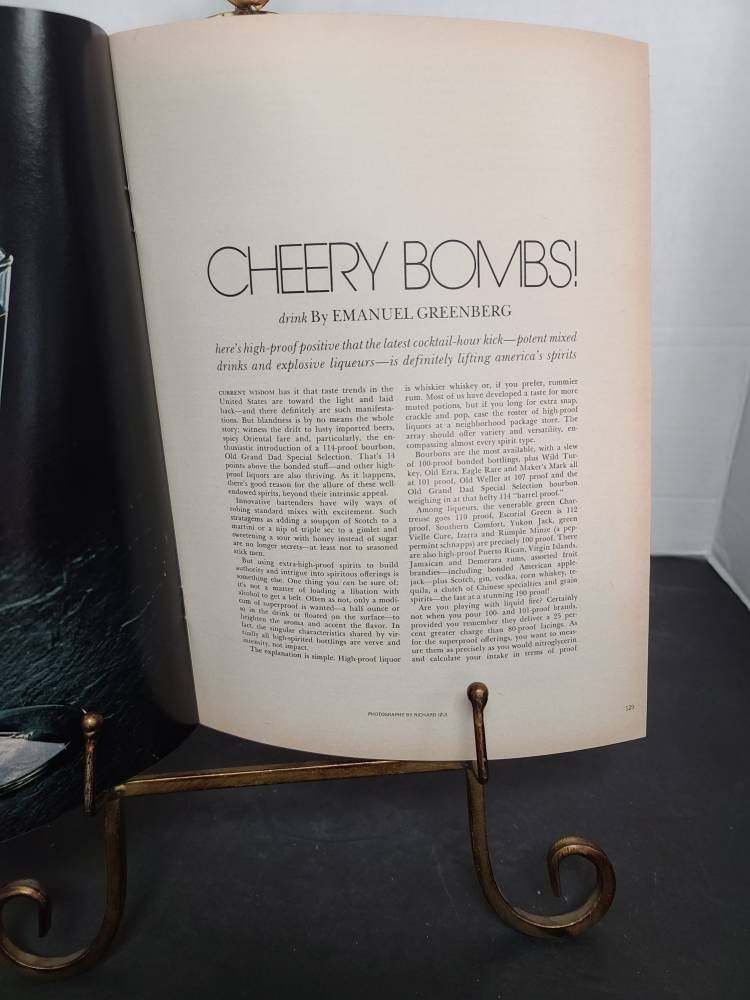 CHEERY BOMBS!
drink By EMANUEL GREENBERG
here's high-proof positive that the latest cocktail-hour kick—potent mixed
drinks and explosive liqueurs—is definitely lifting america's spirits
CURRENT WISDOM has it that taste trends in the
United States are toward the light and laid
back—and there definitely are such manifesta-
tions. But blandness is by no means the whole
story; witness the drift to lusty imported beers,
spicy Oriental fare and, particularly, the en-
thusiastic introduction of a 114-proof bourbon,
Old Grand Dad Special Selection. That's 14
points above the bonded stuff—and other high-
proof liquors are also thriving. As it happens,
there's good reason for the allure of these well-
endowed spirits, beyond their intrinsic appeal.
Innovative bartenders have wily ways of
robing standard mixes with excitement. Such
stratagems as adding a soupçon of Scotch to a
martini or a nip of triple sec to a gimlet and
sweetening a sour with honey instead of sugar
are no longer secrets—at least not to seasoned
stick men.
But using extra-high-proof spirits to build
authority and intrigue into spirituous offerings is
something else. One thing you can be sure of;
it's not a matter of loading a libation with
alcohol to get a belt. Often as not, only a modi-
cum of superproof is wanted—a half ounce or
so in the drink or floated on the surface—to
heighten the aroma and accent the flavor. In
fact, the singular characteristics shared by vir-
tually all high-spirited bottlings are verve and
intensity, not impact.
The explanation is simple. High-proof liquor
is whiskier whiskey or, if you prefer, rummier
rum. Most of us have developed a taste for more
muted potions, but if you long for extra snap,
crackle and pop, case the roster of high-proof
liquors at a neighborhood package store. The
array should offer variety and versatility, en-
compassing almost every spirit type.
Bourbons are the most available, with a slew
of 100-proof bonded bottlings, plus Wild Tur-
key, Old Ezra, Eagle Rare and Maker's Mark all
at 101 proof, Old Weller at 107 proof and the
Old Grand Dad Special Selection bourbon
weighing in at that hefty 114 "barrel proof."
Among liqueurs, the venerable green Char-
treuse goes 110 proof, Escorial Green is 112
proof, Southern Comfort, Yukon Jack, green
Vielle Cure, Izarra and Rumple Minze (a pep-
permint schnapps) are precisely 100 proof. There
are also high-proof Puerto Rican, Virgin Islands,
Jamaican and Demerara rums, assorted fruit
brandies—including bonded American apple-
jack—plus Scotch, gin, vodka, corn whiskey, te-
quila, a clutch of Chinese specialties and grain
spirits—the last at a stunning 190 proof!
Are you playing with liquid fire? Certainly
not when you pour 100- and 101-proof brands,
provided you remember they deliver a 25 per-
cent greater charge than 80-proof lacings. As
for the superproof offerings, you want to meas-
ure them as precisely as you would nitroglycerin
and calculate your intake in terms of proof
PHOTOGRAPHY BY RICHARD IZUI
129